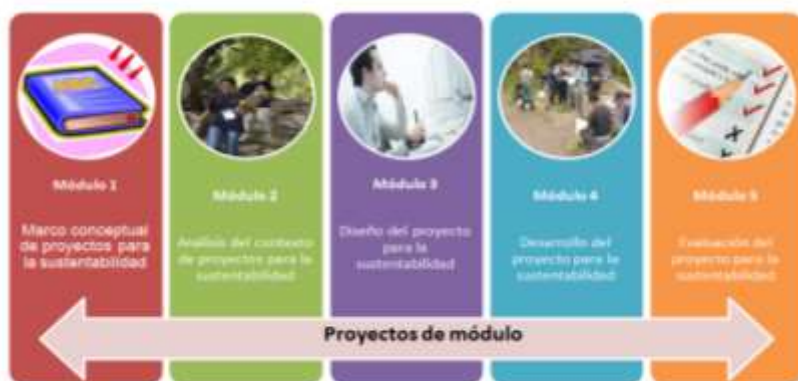 Módulo 1
Marco conceptual
de proyectos para
la sustentabilidad
Módulo 2
Análisis del contexto
de proyectos para la
sustentabilidad
Módulo 3
Diseño del proyecto
para la
sustentabilidad
Módulo 4
Desarrollo del
proyecto para la
sustentabilidad
Módulo 5
Evaluación del
proyecto para la
sustentabilidad
Proyectos de módulo